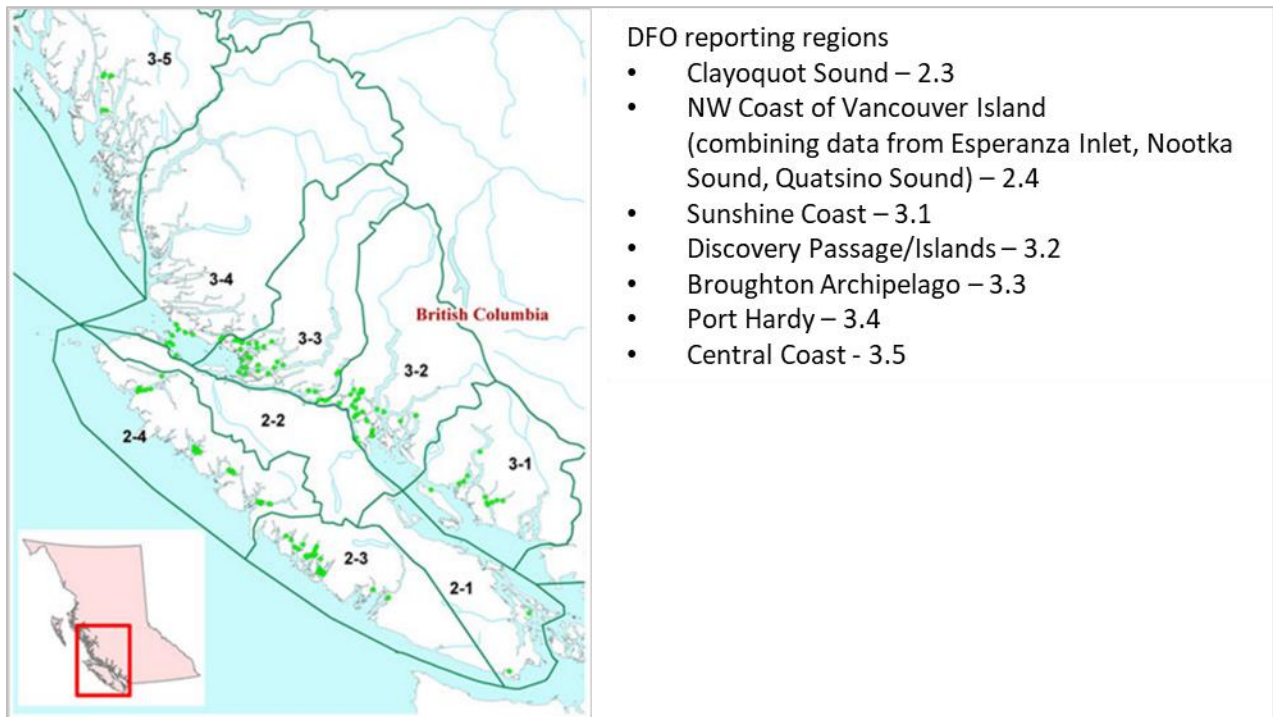 3-5
3-4
3-3
British Columbia
3-2
2-2
2-4
3-1
2-3
2-1
DFO reporting regions
• Clayoquot Sound – 2.3
• NW Coast of Vancouver Island
(combining data from Esperanza Inlet, Nootka
Sound, Quatsino Sound) – 2.4
• Sunshine Coast – 3.1
• Discovery Passage/Islands – 3.2
• Broughton Archipelago – 3.3
• Port Hardy – 3.4
• Central Coast - 3.5